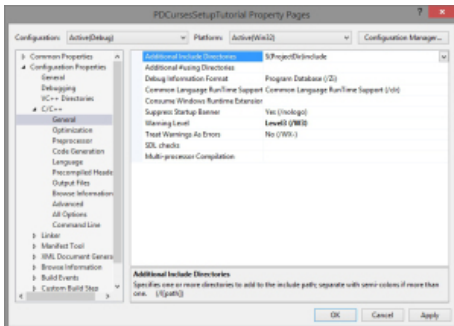 PDCursesSetupTutorial Property Pages
? x
Configuration: Active(Debug) Platform: Active(Win32) Configuration Manager...
Common Properties
Configuration Properties
General
Debugging
VC++ Directories
C/C++
General
Optimization
Preprocessor
Code Generation
Language
Precompiled Heade
Output Files
Browse Information
Advanced
All Options
Command Line
Linker
Manifest Tool
XML Document Genera
Browse Information
Build Events
Custom Build Step
Additional Include Directories $(ProjectDir)include
Additional #using Directories
Debug Information Format Program Database (/Zi)
Common Language RunTime Support Common Language RunTime Support (/clr)
Consume Windows Runtime Extension
Suppress Startup Banner Yes (/nologo)
Warning Level Level3 (/W3)
Treat Warnings As Errors No (/WX-)
SDL checks
Multi-processor Compilation
Additional Include Directories
Specifies one or more directories to add to the include path; separate with semi-colons if more than
one. (/I[path])
OK Cancel Apply